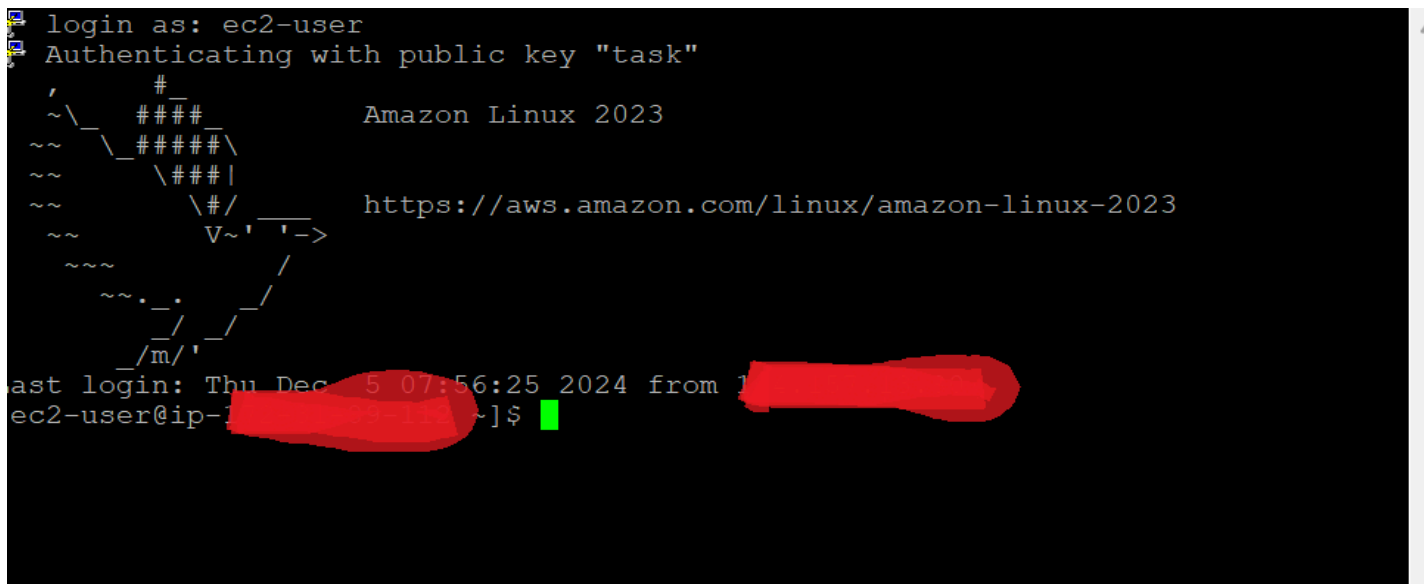 login as: ec2-user
Authenticating with public key "task"
   ,     #_
   ~\_  ####_        Amazon Linux 2023
  ~~  \_#####\
  ~~     \###|
  ~~       \#/ ___   https://aws.amazon.com/linux/amazon-linux-2023
   ~~       V~' '->
    ~~~         /
      ~~._.   _/
         _/ _/
       _/m/'
ast login: Thu Dec  5 07:56:25 2024 from
ec2-user@ip- ~]$